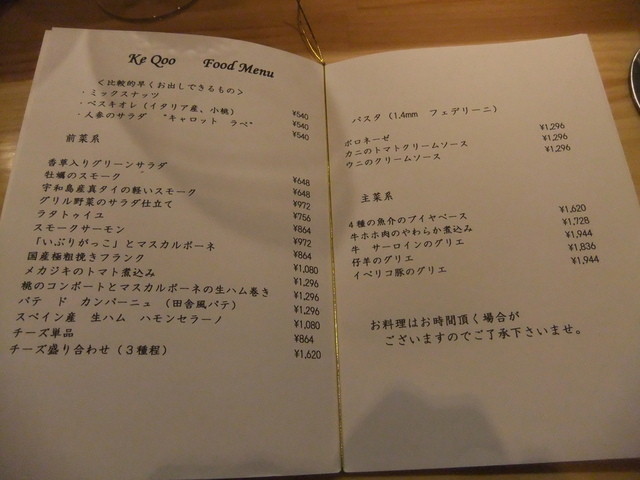 Ke Qoo Food Menu
＜比較的早くお出しできるもの＞
・ミックスナッツ ¥540
・ペスキオレ（イタリア産、小桃） ¥540
・人参のサラダ “キャロット ラペ” ¥540
前菜系
香草入りグリーンサラダ ¥648
牡蠣のスモーク ¥648
宇和島産真タイの軽いスモーク ¥972
グリル野菜のサラダ仕立て ¥756
ラタトゥイユ ¥864
スモークサーモン ¥972
「いぶりがっこ」とマスカルポーネ ¥864
国産極粗挽きフランク ¥1,080
メカジキのトマト煮込み ¥1,296
桃のコンポートとマスカルポーネの生ハム巻き ¥1,296
パテ ド カンパーニュ （田舎風パテ） ¥1,296
スペイン産 生ハム ハモンセラーノ ¥1,080
チーズ単品 ¥864
チーズ盛り合わせ（３種程） ¥1,620
パスタ（1.4mm フェデリーニ）
ボロネーゼ ¥1,296
カニのトマトクリームソース ¥1,296
ウニのクリームソース ¥1,296
主菜系
４種の魚介のブイヤベース ¥1,620
牛ホホ肉のやわらか煮込み ¥1,728
牛 サーロインのグリエ ¥1,944
仔羊のグリエ ¥1,836
イベリコ豚のグリエ ¥1,944
お料理はお時間頂く場合が
ございますのでご了承下さいませ。